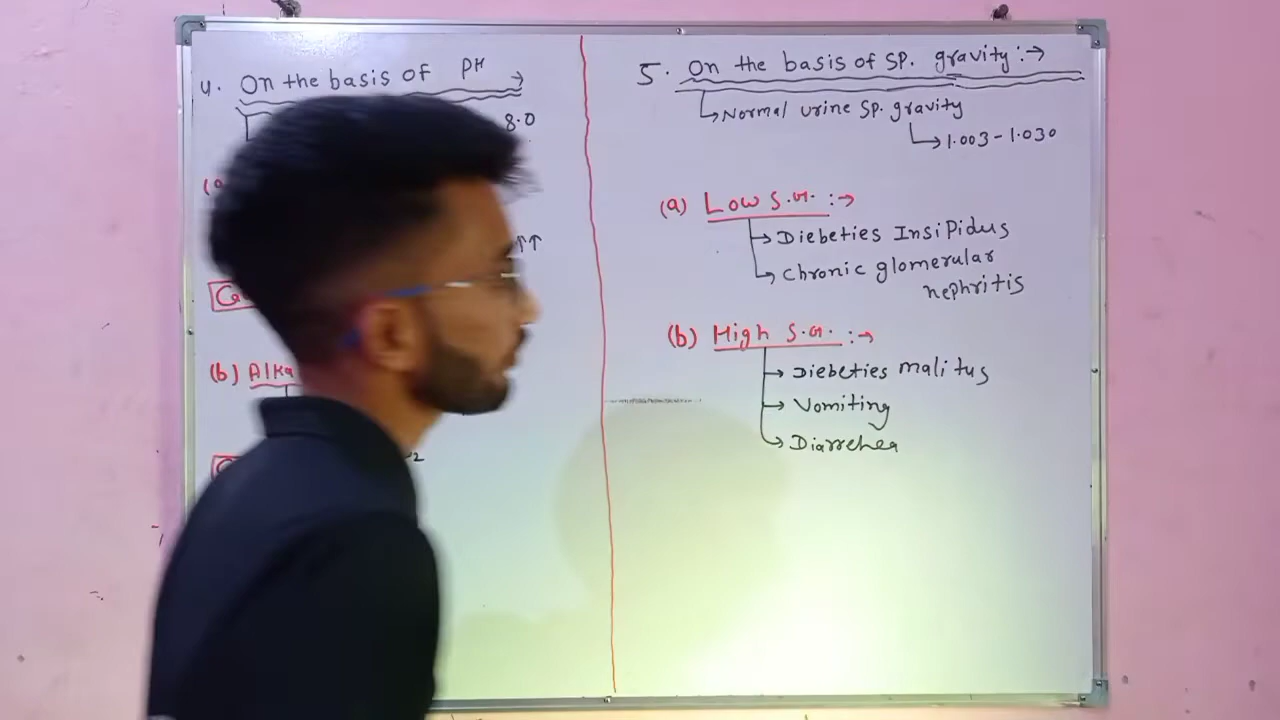 4. On the basis of PH →
8.0
(a
↑↑
(b) Alka
2
5. On the basis of SP. gravity :→
↳ Normal urine SP. gravity
↳ 1.003 - 1.030
(a) Low S.G. :→
→ Diebeties Insipidus
→ Chronic glomerular
nephritis
(b) High S.G. :→
→ Diebeties malitus
→ Vomiting
→ Diarrehea